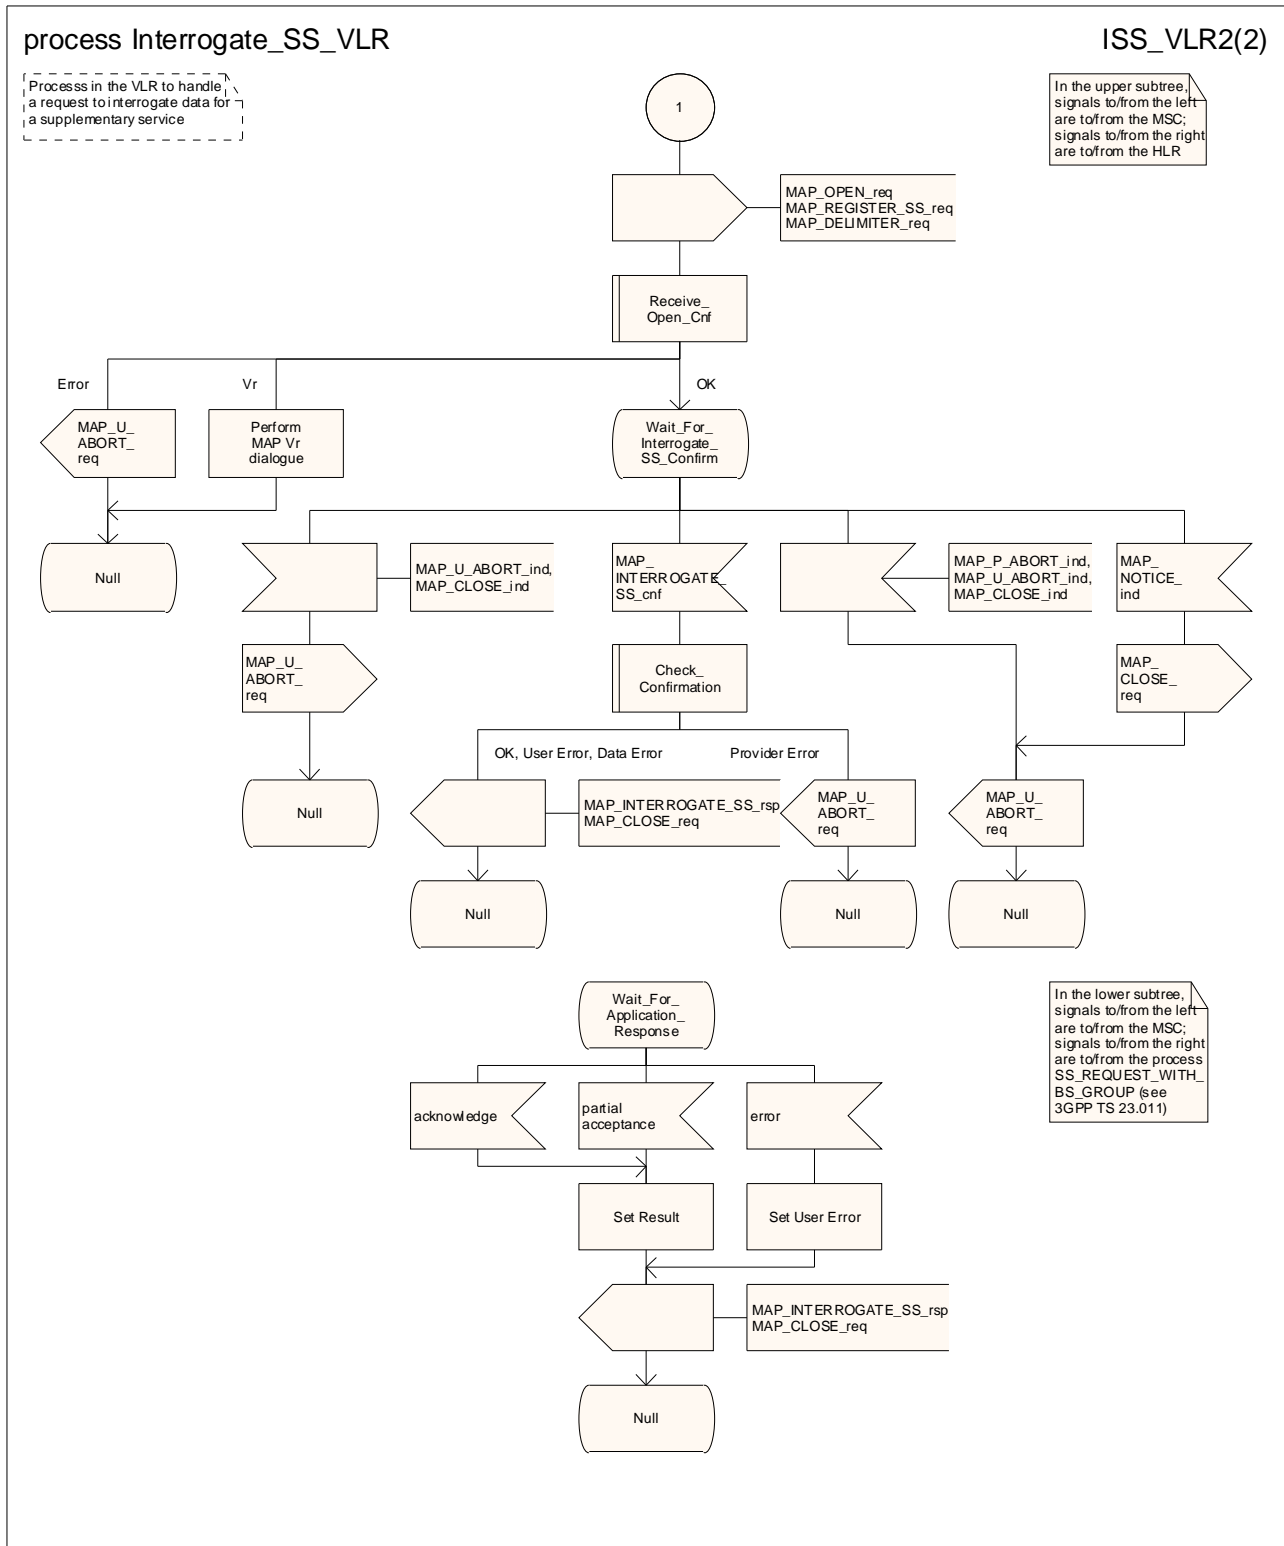 process Interrogate_SS_VLR
ISS_VLR2(2)
Processs in the VLR to handle
a request to interrogate data for
a supplementary service
1
In the upper subtree,
signals to/from the left
are to/from the MSC;
signals to/from the right
are to/from the HLR
MAP_OPEN_req
MAP_REGISTER_SS_req
MAP_DELIMITER_req
Receive_
Open_Cnf
Error
Vr
OK
MAP_U_
ABORT_
req
Perform
MAP Vr
dialogue
Wait_For_
Interrogate_
SS_Confirm
Null
MAP_U_ABORT_ind,
MAP_CLOSE_ind
MAP_
INTERROGATE_
SS_cnf
MAP_P_ABORT_ind,
MAP_U_ABORT_ind,
MAP_CLOSE_ind
MAP_
NOTICE_
ind
MAP_U_
ABORT_
req
Check_
Confirmation
MAP_
CLOSE_
req
OK, User Error, Data Error
Provider Error
Null
MAP_INTERROGATE_SS_rsp
MAP_CLOSE_req
MAP_U_
ABORT_
req
MAP_U_
ABORT_
req
Null
Null
Null
Wait_For_
Application_
Response
In the lower subtree,
signals to/from the left
are to/from the MSC;
signals to/from the right
are to/from the process
SS_REQUEST_WITH_
BS_GROUP (see
3GPP TS 23.011)
acknowledge
partial
acceptance
error
Set Result
Set User Error
MAP_INTERROGATE_SS_rsp
MAP_CLOSE_req
Null